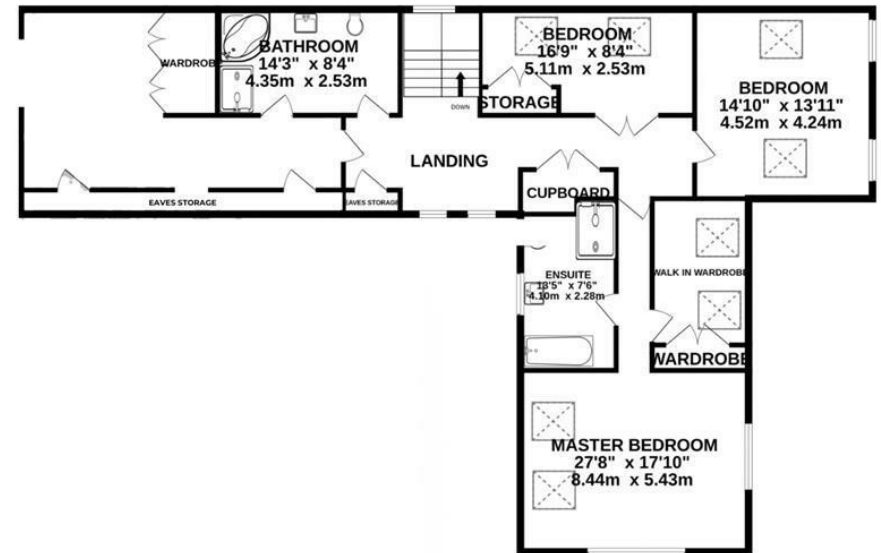 BATHROOM
14'3" x 8'4"
4.35m x 2.53m
WARDROBE
DOWN
BEDROOM
16'9" x 8'4"
5.11m x 2.53m
STORAGE
BEDROOM
14'10" x 13'11"
4.52m x 4.24m
LANDING
CUPBOARD
EAVES STORAGE
EAVES STORAGE
ENSUITE
13'5" x 7'6"
4.10m x 2.28m
WALK IN WARDROBE
WARDROBE
MASTER BEDROOM
27'8" x 17'10"
8.44m x 5.43m